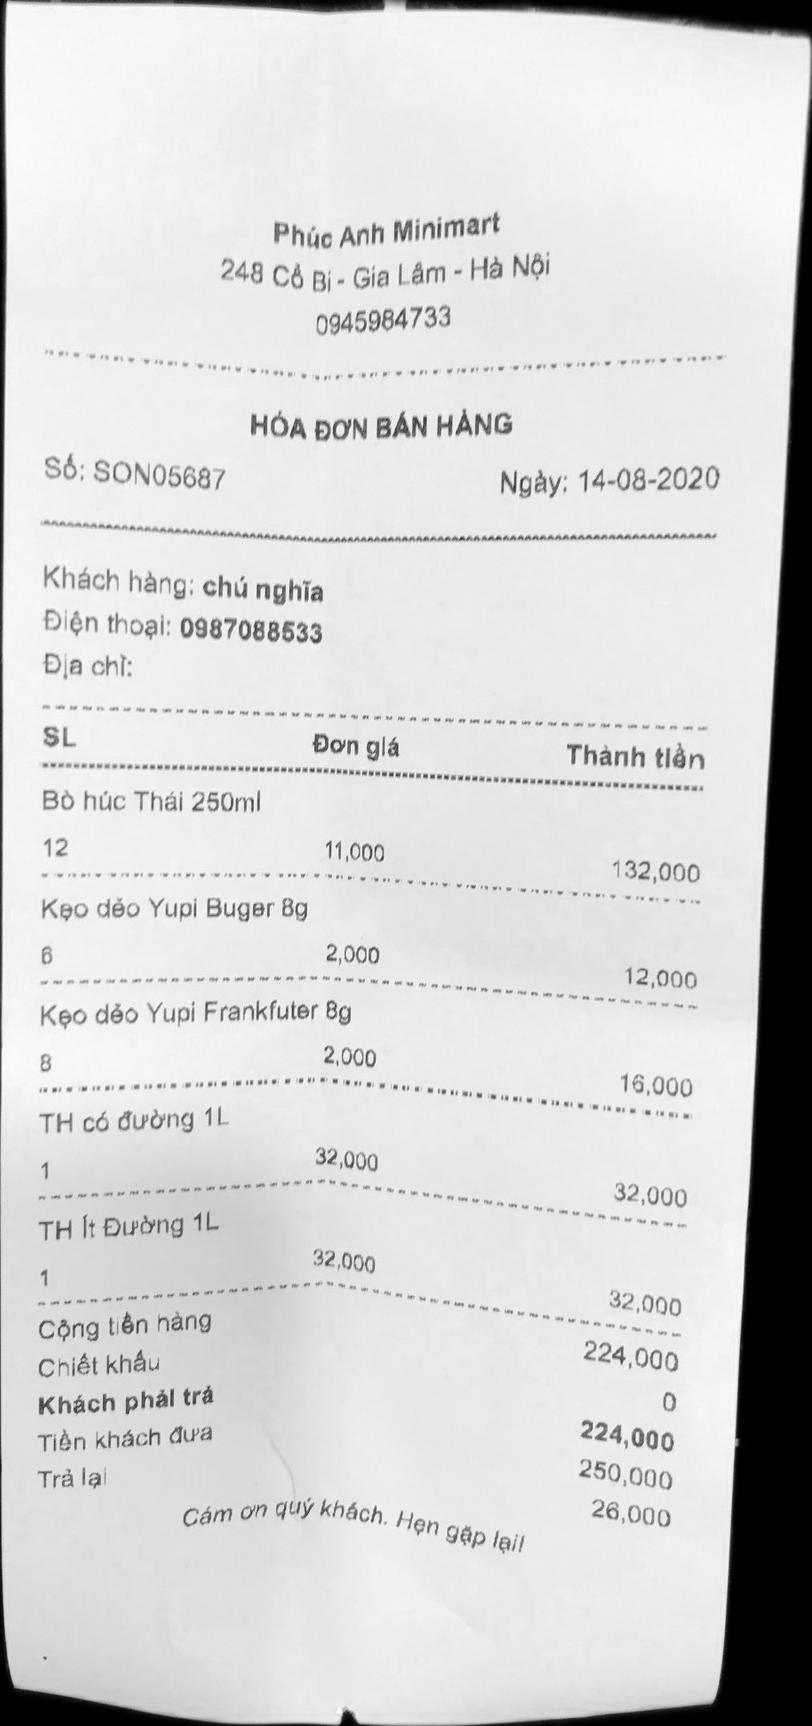 Phúc Anh Minimart
248 Cổ Bi - Gia Lâm - Hà Nội
0945984733
HÓA ĐƠN BÁN HÀNG
Số: SON05687 Ngày: 14-08-2020
Khách hàng: chú nghĩa
Điện thoại: 0987088533
Địa chỉ:
SL Đơn giá Thành tiền
Bò húc Thái 250ml
12 11,000 132,000
Kẹo dẻo Yupi Buger 8g
6 2,000 12,000
Kẹo dẻo Yupi Frankfuter 8g
8 2,000 16,000
TH có đường 1L
1 32,000 32,000
TH Ít Đường 1L
1 32,000 32,000
Cộng tiền hàng 224,000
Chiết khấu 0
Khách phải trả 224,000
Tiền khách đưa 250,000
Trả lại 26,000
Cám ơn quý khách. Hẹn gặp lại!